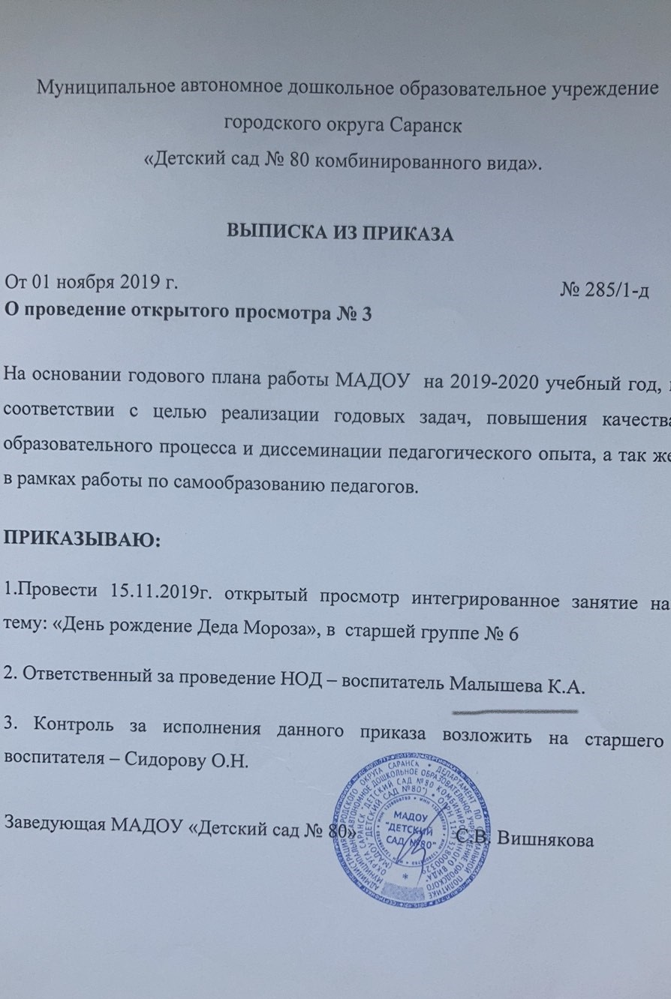 Муниципальное автономное дошкольное образовательное учреждение
городского округа Саранск
«Детский сад № 80 комбинированного вида».
ВЫПИСКА ИЗ ПРИКАЗА
От 01 ноября 2019 г. № 285/1-д
О проведение открытого просмотра № 3
На основании годового плана работы МАДОУ на 2019-2020 учебный год,
соответствии с целью реализации годовых задач, повышения качества
образовательного процесса и диссеминации педагогического опыта, а так же
в рамках работы по самообразованию педагогов.
ПРИКАЗЫВАЮ:
1.Провести 15.11.2019г. открытый просмотр интегрированное занятие на
тему: «День рождение Деда Мороза», в старшей группе № 6
2. Ответственный за проведение НОД – воспитатель Малышева К.А.
3. Контроль за исполнения данного приказа возложить на старшего
воспитателя – Сидорову О.Н.
Заведующая МАДОУ «Детский сад № 80» С.В. Вишнякова
МАДОУ
"ДЕТСКИЙ
САД №80"